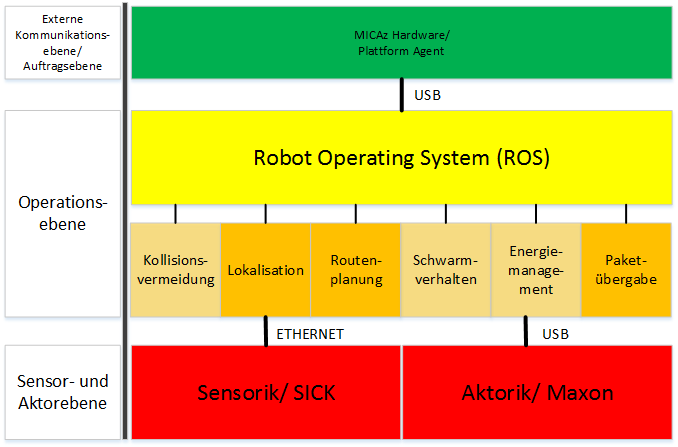 Externe
Kommunikations-
ebene/
Auftragsebene
MICAz Hardware/
Plattform Agent
USB
Operations-
ebene
Robot Operating System (ROS)
Kollisions-
vermeidung
Lokalisation
Routen-
planung
Schwarm-
verhalten
Energie-
manage-
ment
Paket-
übergabe
ETHERNET
USB
Sensor- und
Aktorebene
Sensorik/ SICK
Aktorik/ Maxon